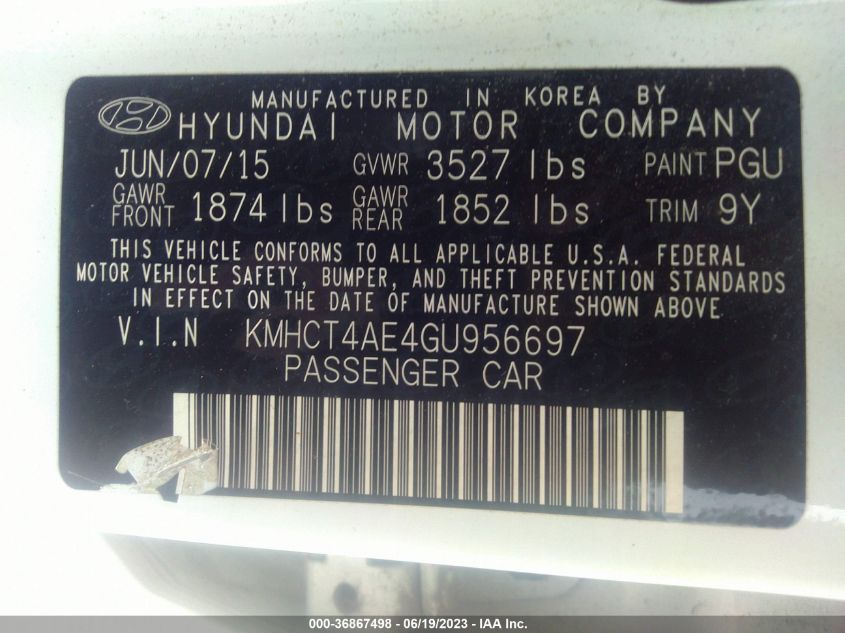 MANUFACTURED IN KOREA BY
HYUNDAI MOTOR COMPANY
JUN/07/15 GVWR 3527 lbs PAINT PGU
GAWR FRONT 1874 lbs GAWR REAR 1852 lbs TRIM 9Y
THIS VEHICLE CONFORMS TO ALL APPLICABLE U.S.A. FEDERAL
MOTOR VEHICLE SAFETY, BUMPER, AND THEFT PREVENTION STANDARDS
IN EFFECT ON THE DATE OF MANUFACTURE SHOWN ABOVE
V.I.N KMHCT4AE4GU956697
PASSENGER CAR
000-36867498 - 06/19/2023 - IAA Inc.